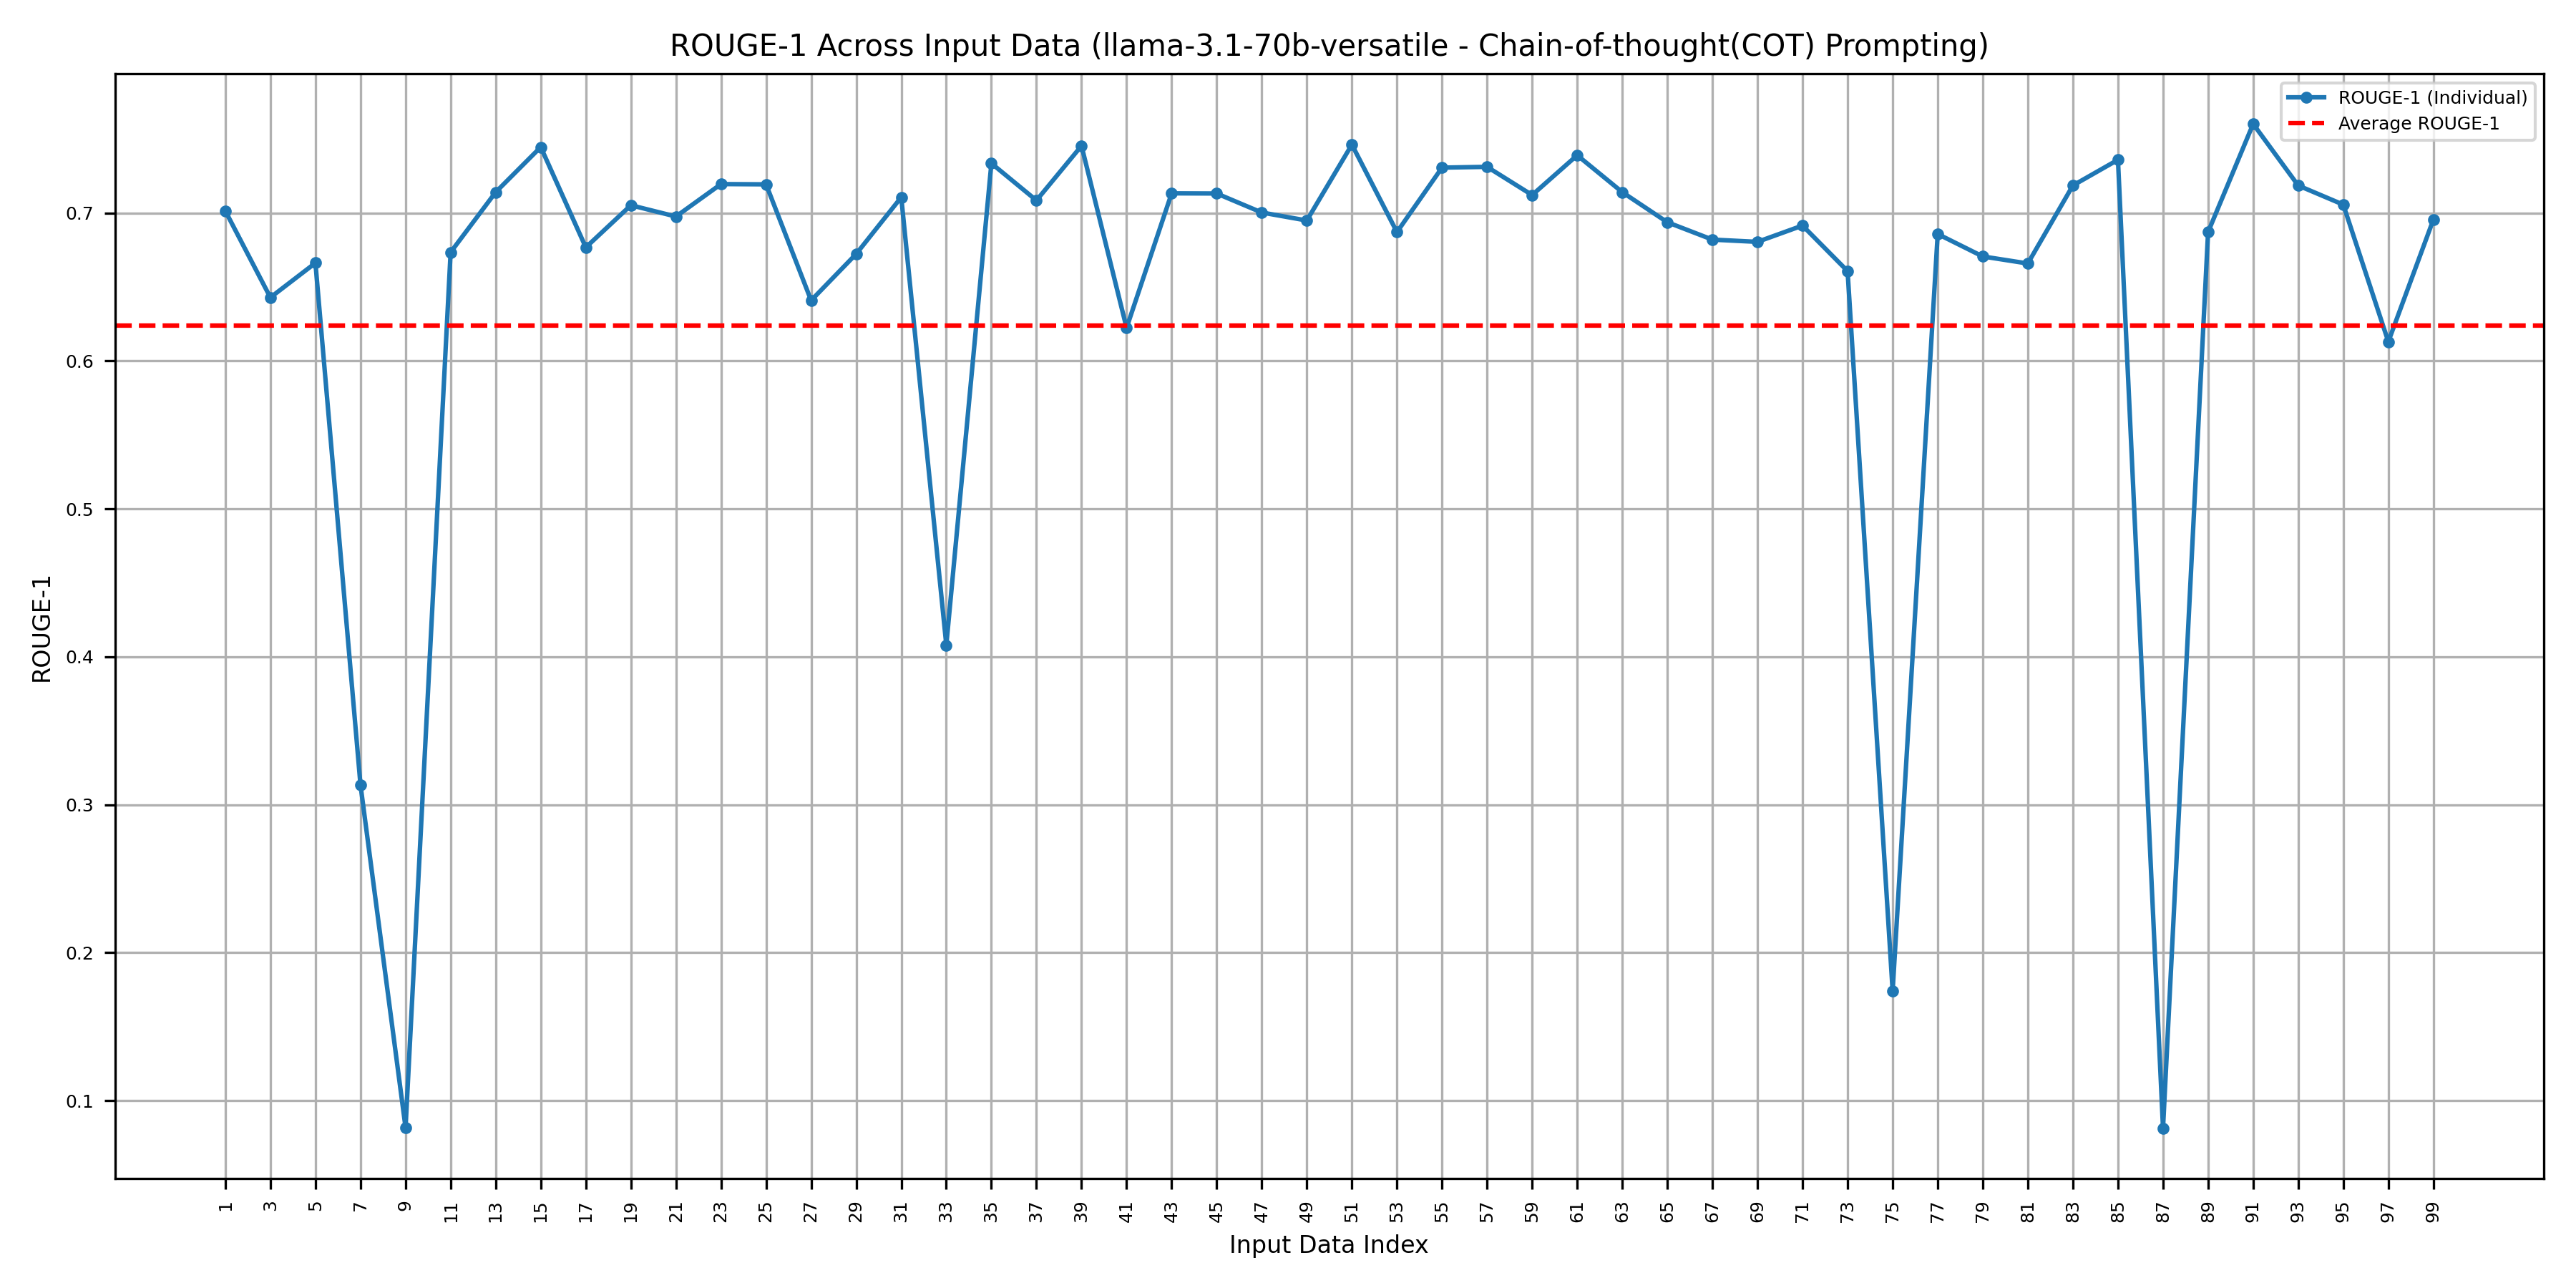 ROUGE-1 Across Input Data (llama-3.1-70b-versatile - Chain-of-thought(COT) Prompting)
ROUGE-1 (Individual)
Average ROUGE-1
ROUGE-1
0.7
0.6
0.5
0.4
0.3
0.2
0.1
1 3 5 7 9 11 13 15 17 19 21 23 25 27 29 31 33 35 37 39 41 43 45 47 49 51 53 55 57 59 61 63 65 67 69 71 73 75 77 79 81 83 85 87 89 91 93 95 97 99
Input Data Index